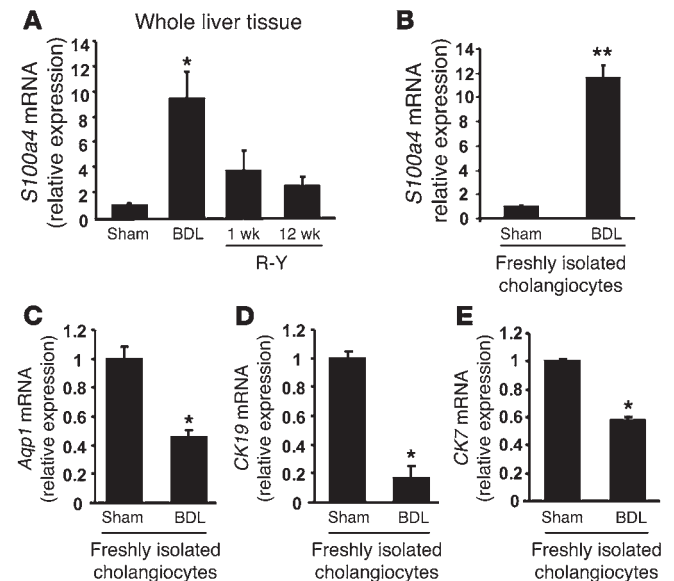 A
Whole liver tissue
S100a4 mRNA
(relative expression)
14
12
10
8
6
4
2
0
*
Sham BDL 1 wk 12 wk
R-Y
B
S100a4 mRNA
relative expression)
14
12
10
8
6
4
2
0
**
Sham BDL
Freshly isolated
cholangiocytes
C
Aqp1 mRNA
(relative expression)
1.2
1
0.8
0.6
0.4
0.2
0
*
Sham BDL
Freshly isolated
cholangiocytes
D
CK19 mRNA
(relative expression)
1.2
1
0.8
0.6
0.4
0.2
0
*
Sham BDL
Freshly isolated
cholangiocytes
E
CK7 mRNA
(relative expression)
1.2
1
0.8
0.6
0.4
0.2
0
*
Sham BDL
Freshly isolated
cholangiocytes